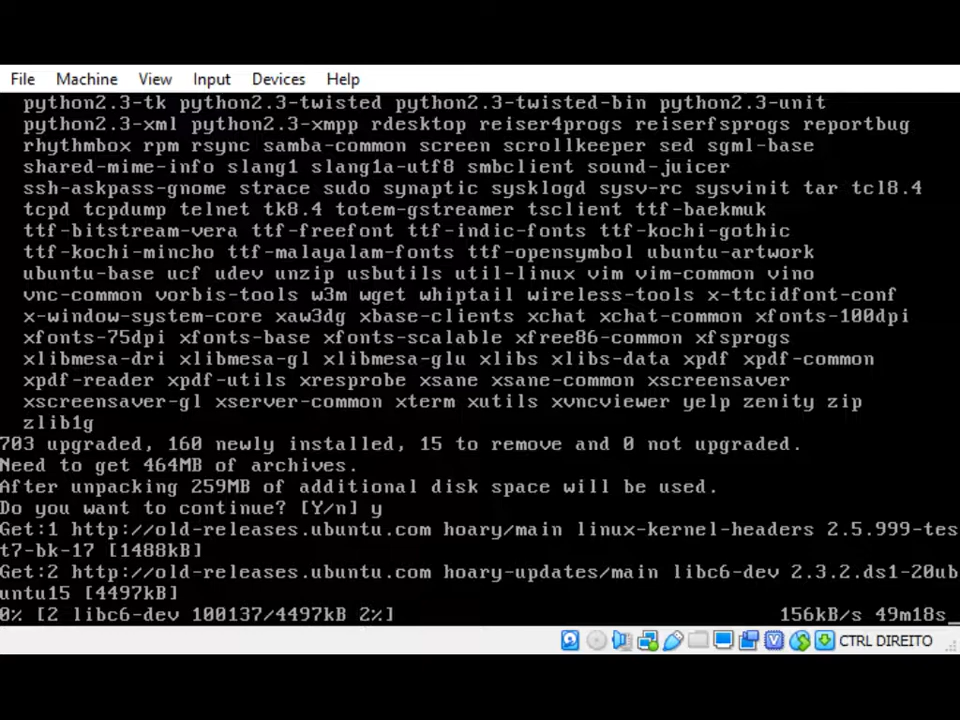 File Machine View Input Devices Help
python2.3-tk python2.3-twisted python2.3-twisted-bin python2.3-unit
python2.3-xml python2.3-xmpp rdesktop reiser4progs reiserfsprogs reportbug
rhythmbox rpm rsync samba-common screen scrollkeeper sed sgml-base
shared-mime-info slang1 slang1a-utf8 smbclient sound-juicer
ssh-askpass-gnome strace sudo synaptic sysklogd sysv-rc sysvinit tar tcl8.4
tcpd tcpdump telnet tk8.4 totem-gstreamer tsclient ttf-baekmuk
ttf-bitstream-vera ttf-freefont ttf-indic-fonts ttf-kochi-gothic
ttf-kochi-mincho ttf-malayalam-fonts ttf-opensymbol ubuntu-artwork
ubuntu-base ucf udev unzip usbutils util-linux vim vim-common vino
vnc-common vorbis-tools w3m wget whiptail wireless-tools x-ttcidfont-conf
x-window-system-core xaw3dg xbase-clients xchat xchat-common xfonts-100dpi
xfonts-75dpi xfonts-base xfonts-scalable xfree86-common xfsprogs
xlibmesa-dri xlibmesa-gl xlibmesa-glu xlibs xlibs-data xpdf xpdf-common
xpdf-reader xpdf-utils xresprobe xsane xsane-common xscreensaver
xscreensaver-gl xserver-common xterm xutils xvncviewer yelp zenity zip
zlib1g
703 upgraded, 160 newly installed, 15 to remove and 0 not upgraded.
Need to get 464MB of archives.
After unpacking 259MB of additional disk space will be used.
Do you want to continue? [Y/n] y
Get:1 http://old-releases.ubuntu.com hoary/main linux-kernel-headers 2.5.999-tes
t7-bk-17 [1488kB]
Get:2 http://old-releases.ubuntu.com hoary-updates/main libc6-dev 2.3.2.ds1-20ub
untu15 [4497kB]
0% [2 libc6-dev 100137/4497kB 2%] 156kB/s 49m18s_
CTRL DIREITO